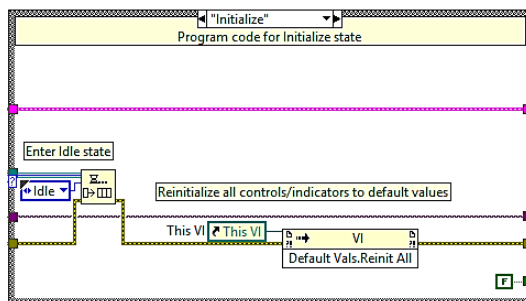 "Initialize"
Program code for Initialize state
Enter Idle state
?
Idle
Reinitialize all controls/indicators to default values
This VI
This VI
VI
Default Vals.Reinit All
F